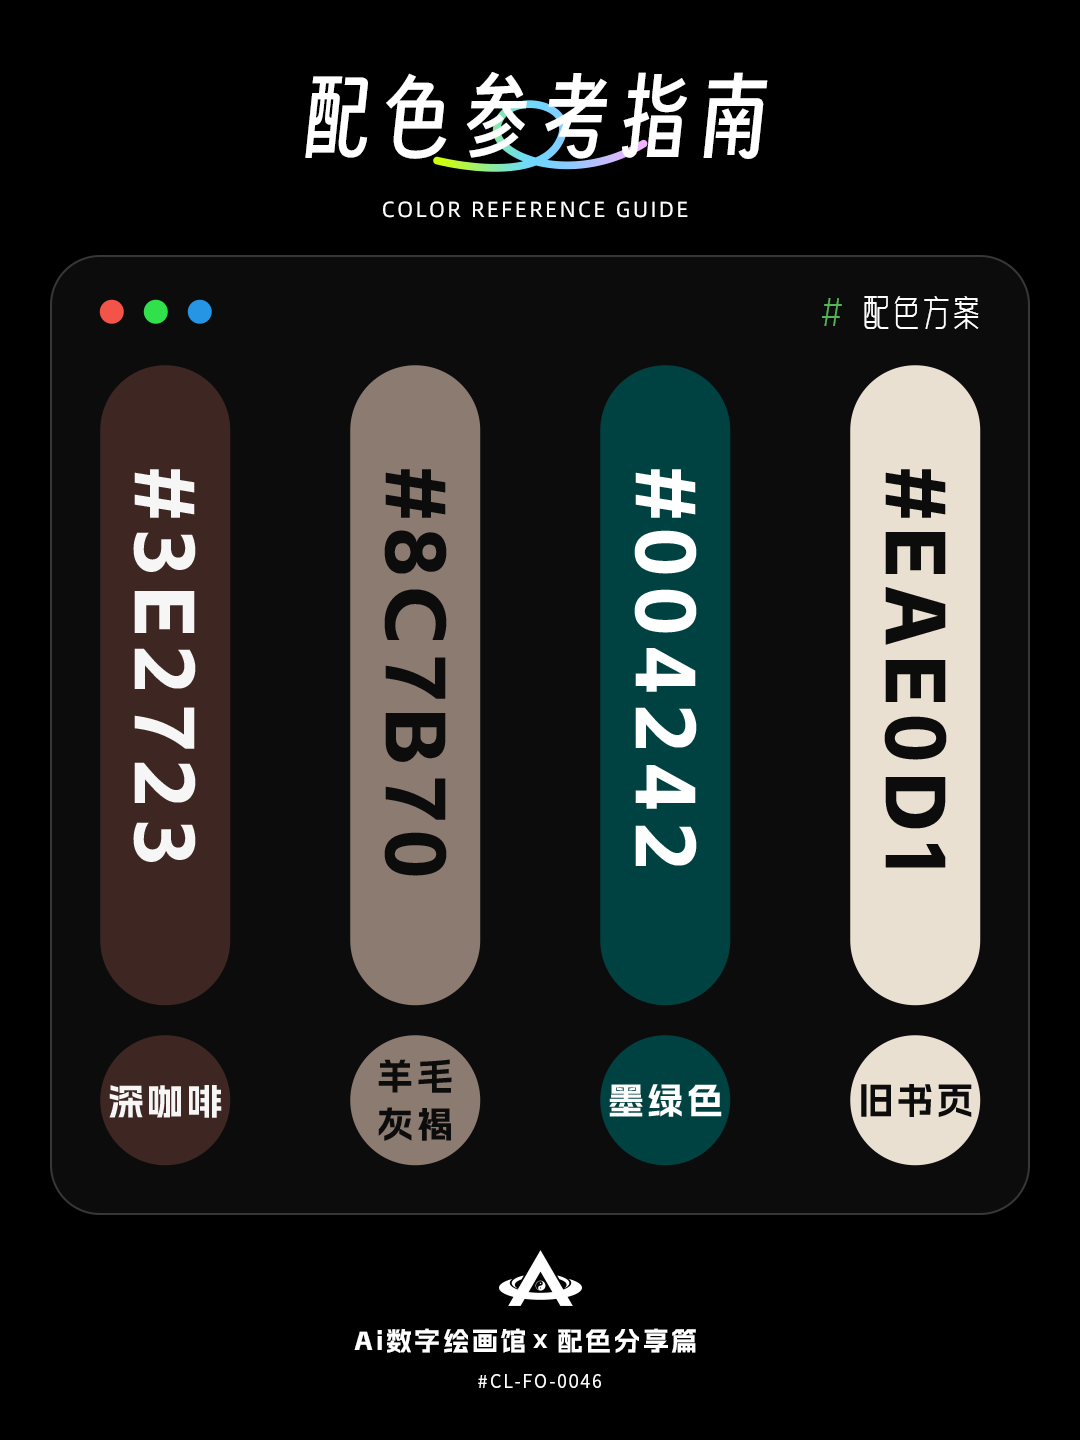 配色参考指南
COLOR REFERENCE GUIDE
# 配色方案
#3E2723
#8C7B70
#004242
#EAE0D1
深咖啡
羊毛
灰褐
墨绿色
旧书页
Ai数字绘画馆 x 配色分享篇
#CL-FO-0046